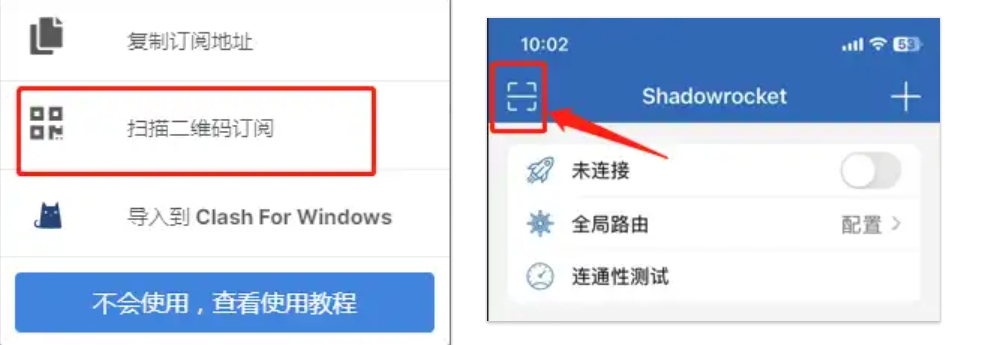 复制订阅地址
扫描二维码订阅
导入到 Clash For Windows
不会使用，查看使用教程
10:02
53
Shadowrocket
未连接
全局路由
配置
连通性测试